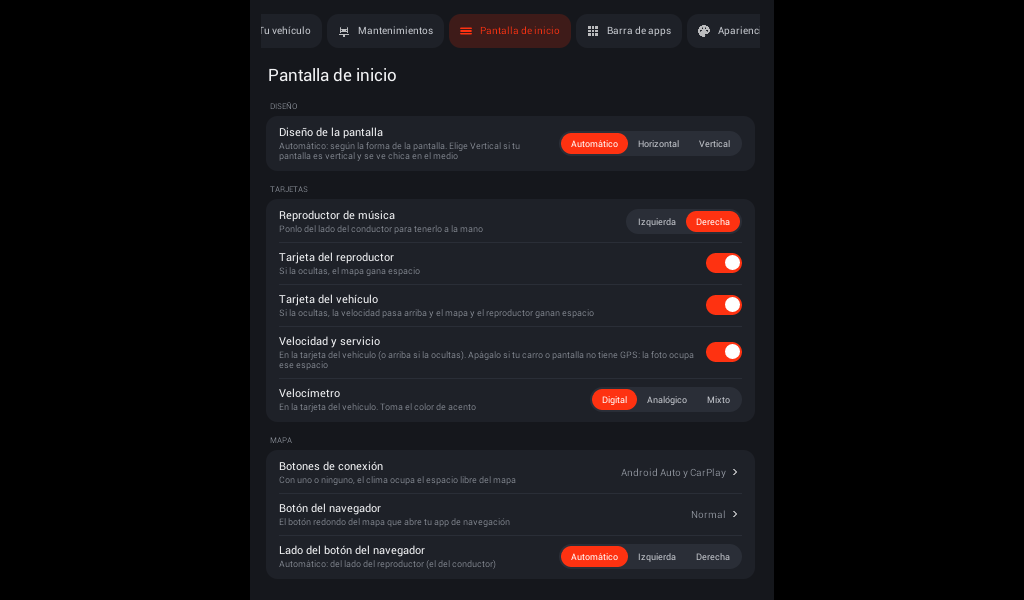 Tu vehículo
Mantenimientos
Pantalla de inicio
Barra de apps
Aparienci
Pantalla de inicio
DISEÑO
Diseño de la pantalla
Automático: según la forma de la pantalla. Elige Vertical si tu
pantalla es vertical y se ve chica en el medio
Automático
Horizontal
Vertical
TARJETAS
Reproductor de música
Ponlo del lado del conductor para tenerlo a la mano
Izquierda
Derecha
Tarjeta del reproductor
Si la ocultas, el mapa gana espacio
Tarjeta del vehículo
Si la ocultas, la velocidad pasa arriba y el mapa y el reproductor ganan espacio
Velocidad y servicio
En la tarjeta del vehículo (o arriba si la ocultas). Apágalo si tu carro o pantalla no tiene GPS: la foto ocupa
ese espacio
Velocímetro
En la tarjeta del vehículo. Toma el color de acento
Digital
Analógico
Mixto
MAPA
Botones de conexión
Con uno o ninguno, el clima ocupa el espacio libre del mapa
Android Auto y CarPlay
Botón del navegador
El botón redondo del mapa que abre tu app de navegación
Normal
Lado del botón del navegador
Automático: del lado del reproductor (el del conductor)
Automático
Izquierda
Derecha